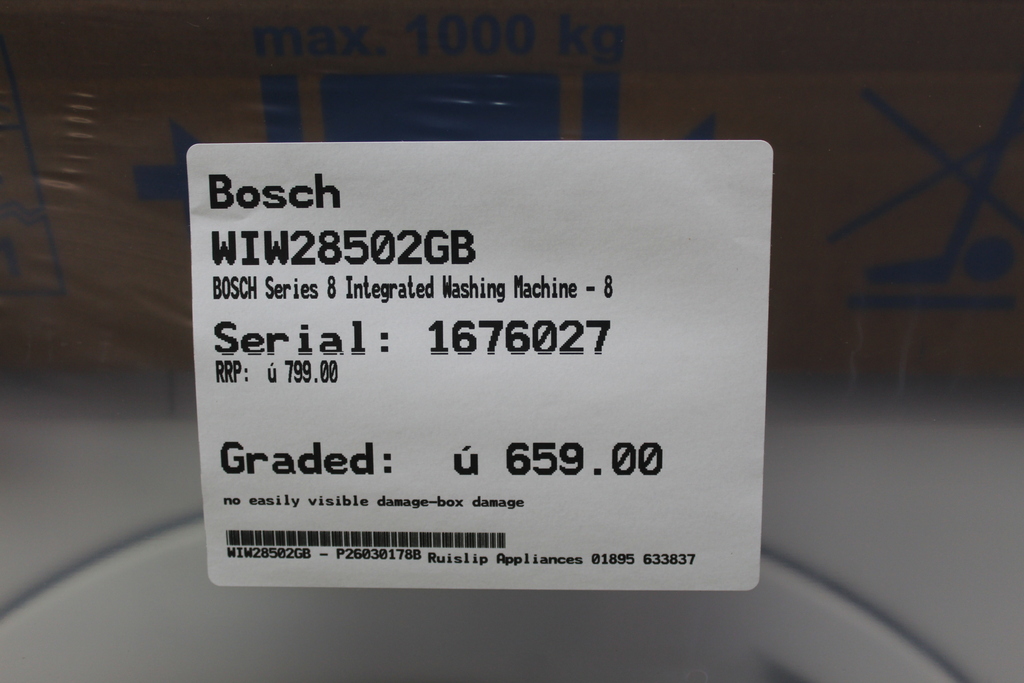 max. 1000 kg
Bosch
WIW28502GB
BOSCH Series 8 Integrated Washing Machine - 8
Serial: 1676027
RRP: ú 799.00
Graded: ú 659.00
no easily visible damage-box damage
WIW28502GB - P26030178B Ruislip Appliances 01895 633837